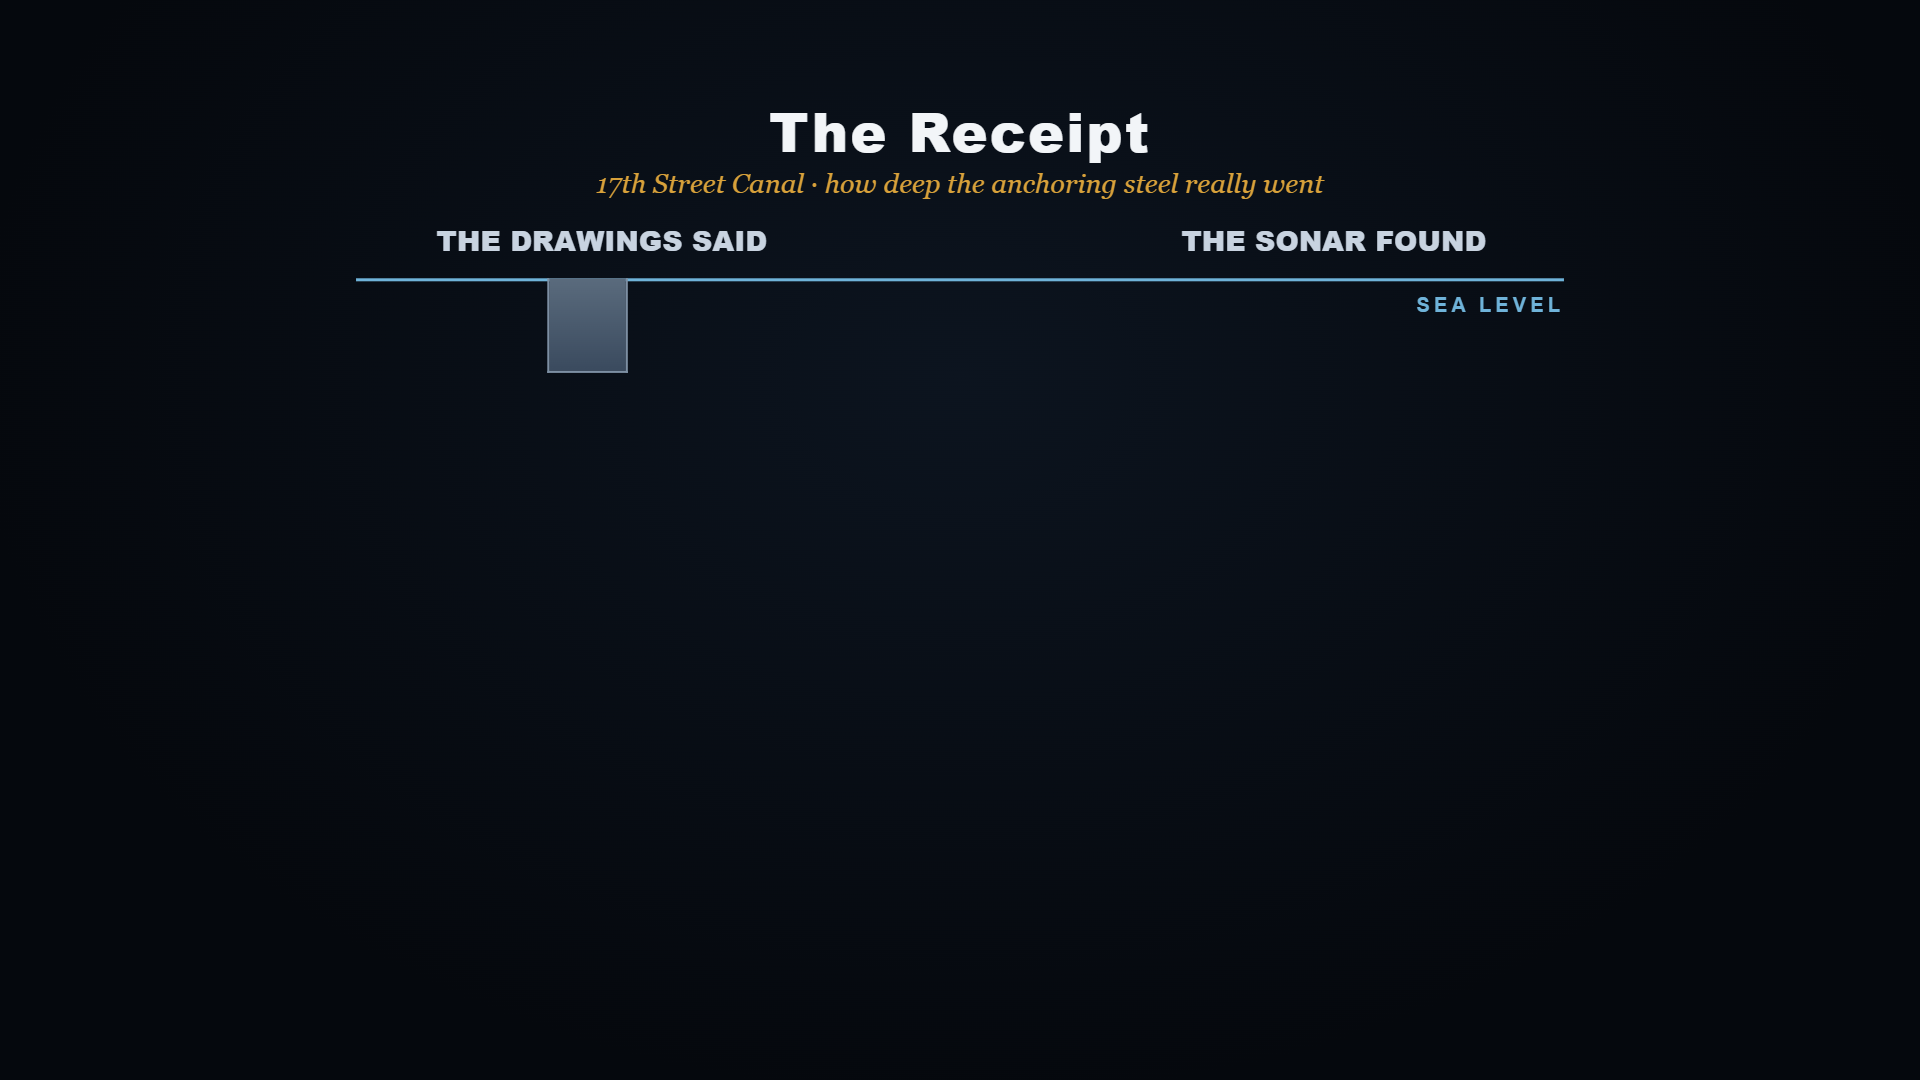 The Receipt
17th Street Canal · how deep the anchoring steel really went
THE DRAWINGS SAID
THE SONAR FOUND
SEA LEVEL